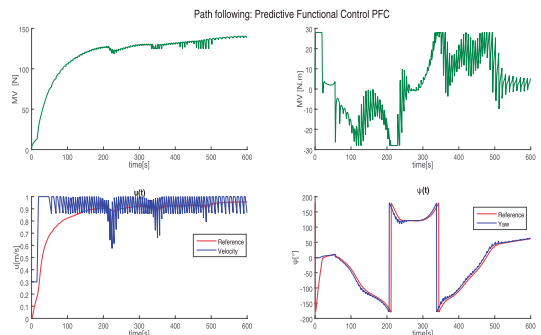 Path following: Predictive Functional Control PFC
MV [N]
150
100
50
0
0 100 200 300 400 500 600
time[s]
MV [N.m]
30
20
10
0
-10
-20
-30
0 100 200 300 400 500 600
time[s]
u(t)
u[m/s]
1
0.9
0.8
0.7
0.6
0.5
0.4
0.3
0.2
0.1
0
Reference
Velocity
0 100 200 300 400 500 600
time[s]
ψ(t)
ψ[°]
200
150
100
50
0
-50
-100
-150
-200
Reference
Yaw
0 100 200 300 400 500 600
time[s]